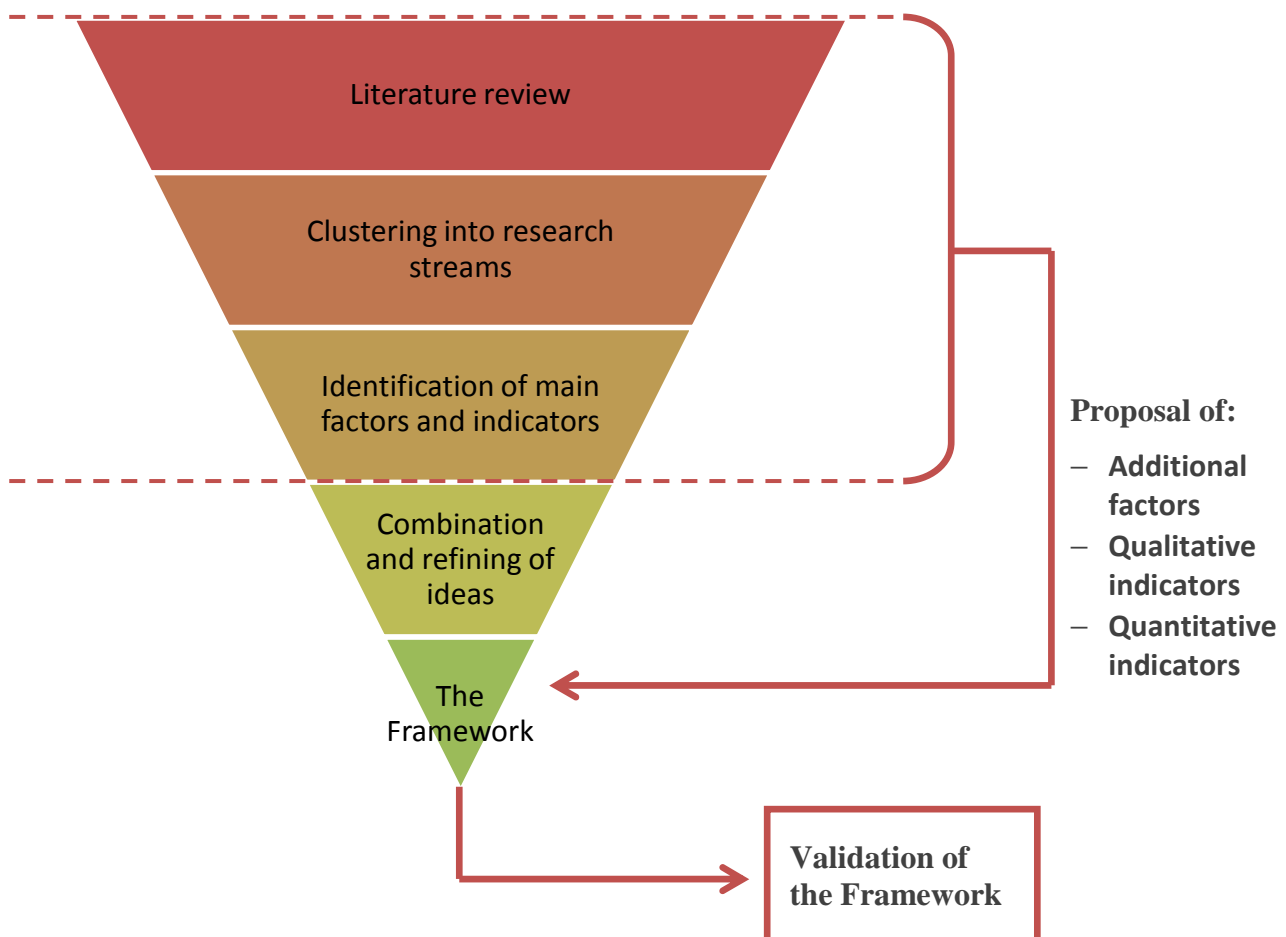 Literature review
Clustering into research
streams
Identification of main
factors and indicators
Combination
and refining of
ideas
The
Framework
Proposal of:
– Additional
factors
– Qualitative
indicators
– Quantitative
indicators
Validation of
the Framework